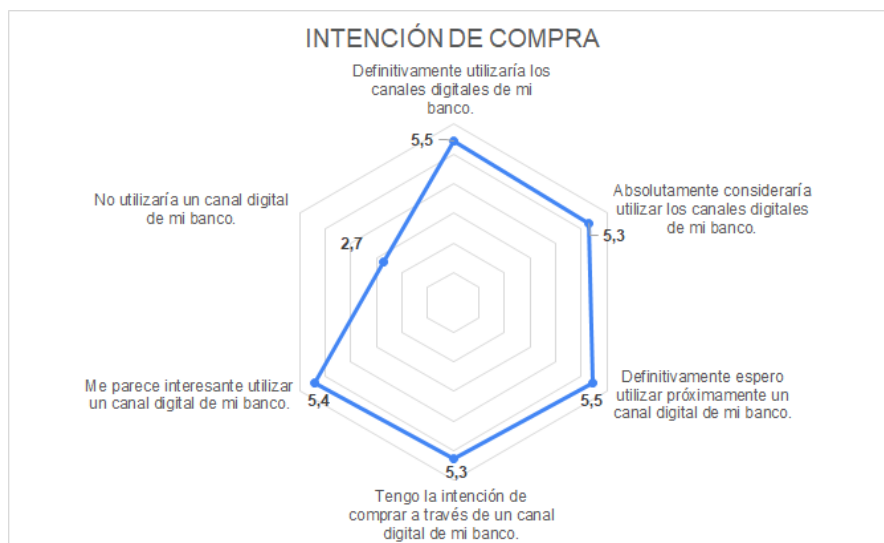 INTENCIÓN DE COMPRA
Definitivamente utilizaría los
canales digitales de mi
banco.
5,5
Absolutamente consideraría
utilizar los canales digitales
de mi banco.
5,3
Definitivamente espero
utilizar próximamente un
canal digital de mi banco.
5,5
5,3
Tengo la intención de
comprar a través de un canal
digital de mi banco.
Me parece interesante utilizar
un canal digital de mi banco.
5,4
No utilizaría un canal digital
de mi banco.
2,7